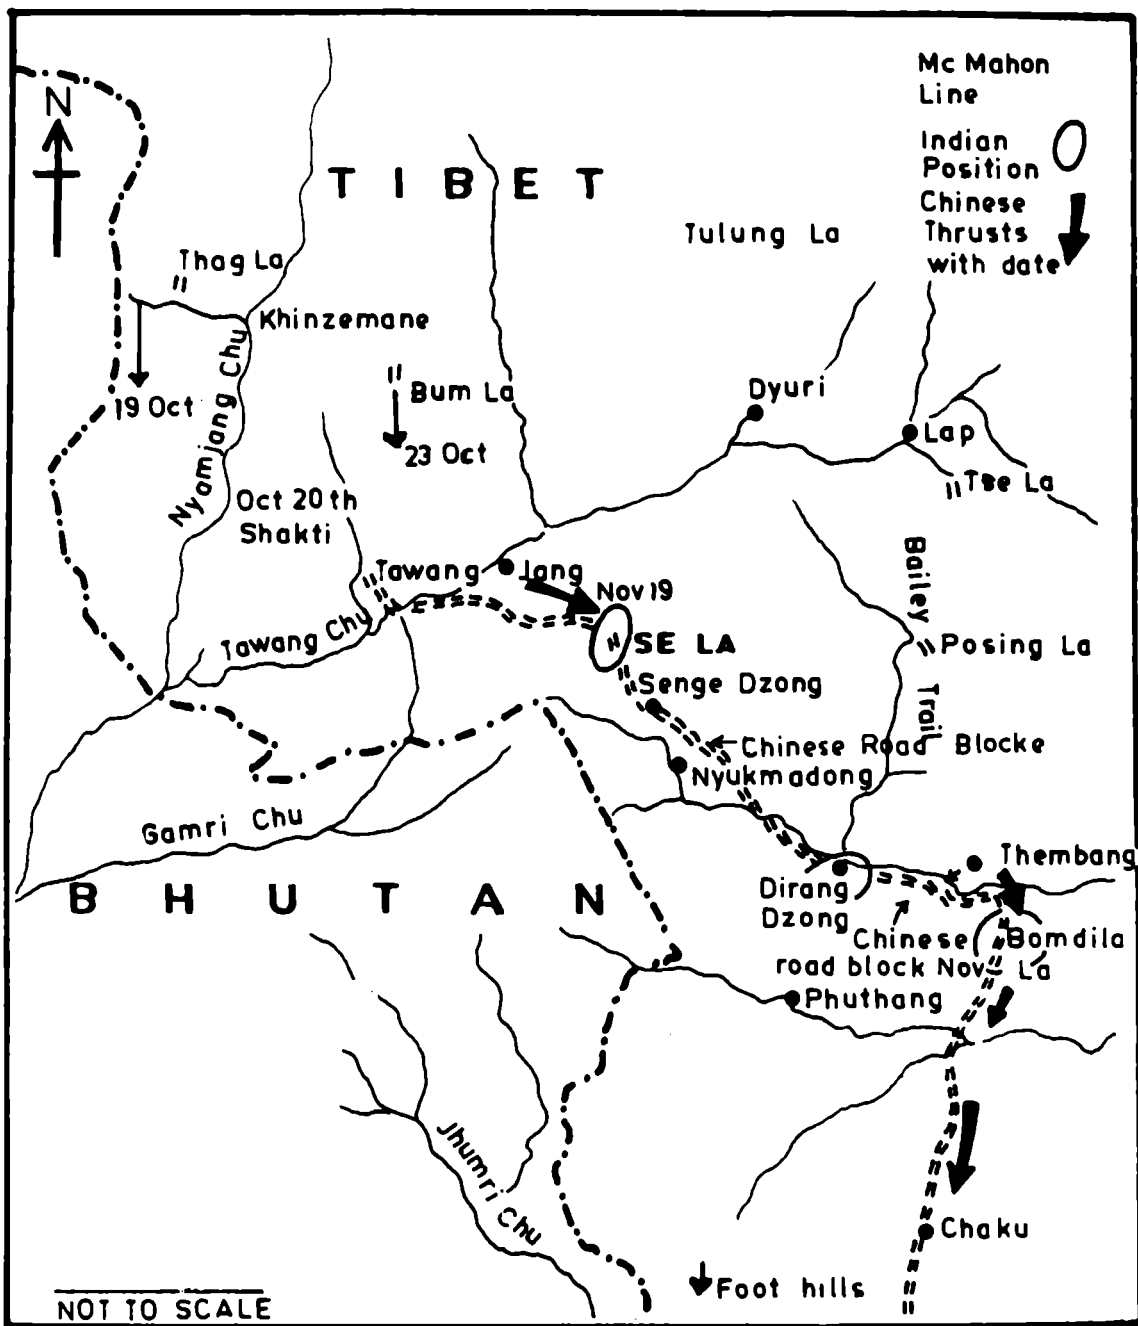 Mc Mahon
Line
Indian
Position
Chinese
Thrusts
with date
N
TIBET
Tulung La
Thag La
Khinzemane
Nyamjang Chu
19 Oct
Bum La
23 Oct
Dyuri
Lap
Tse La
Oct 20th
Shakti
Tawang
Jang
Nov 19
SE LA
Tawang Chu
Bailey Trail
Posing La
Senge Dzong
Chinese Road Blocke
Nyukmadong
Gamri Chu
BHUTAN
Thembang
Dirang
Dzong
Chinese
road block Nov
Bomdila
La
Phuthang
Jhumri Chu
Chaku
Foot hills
NOT TO SCALE